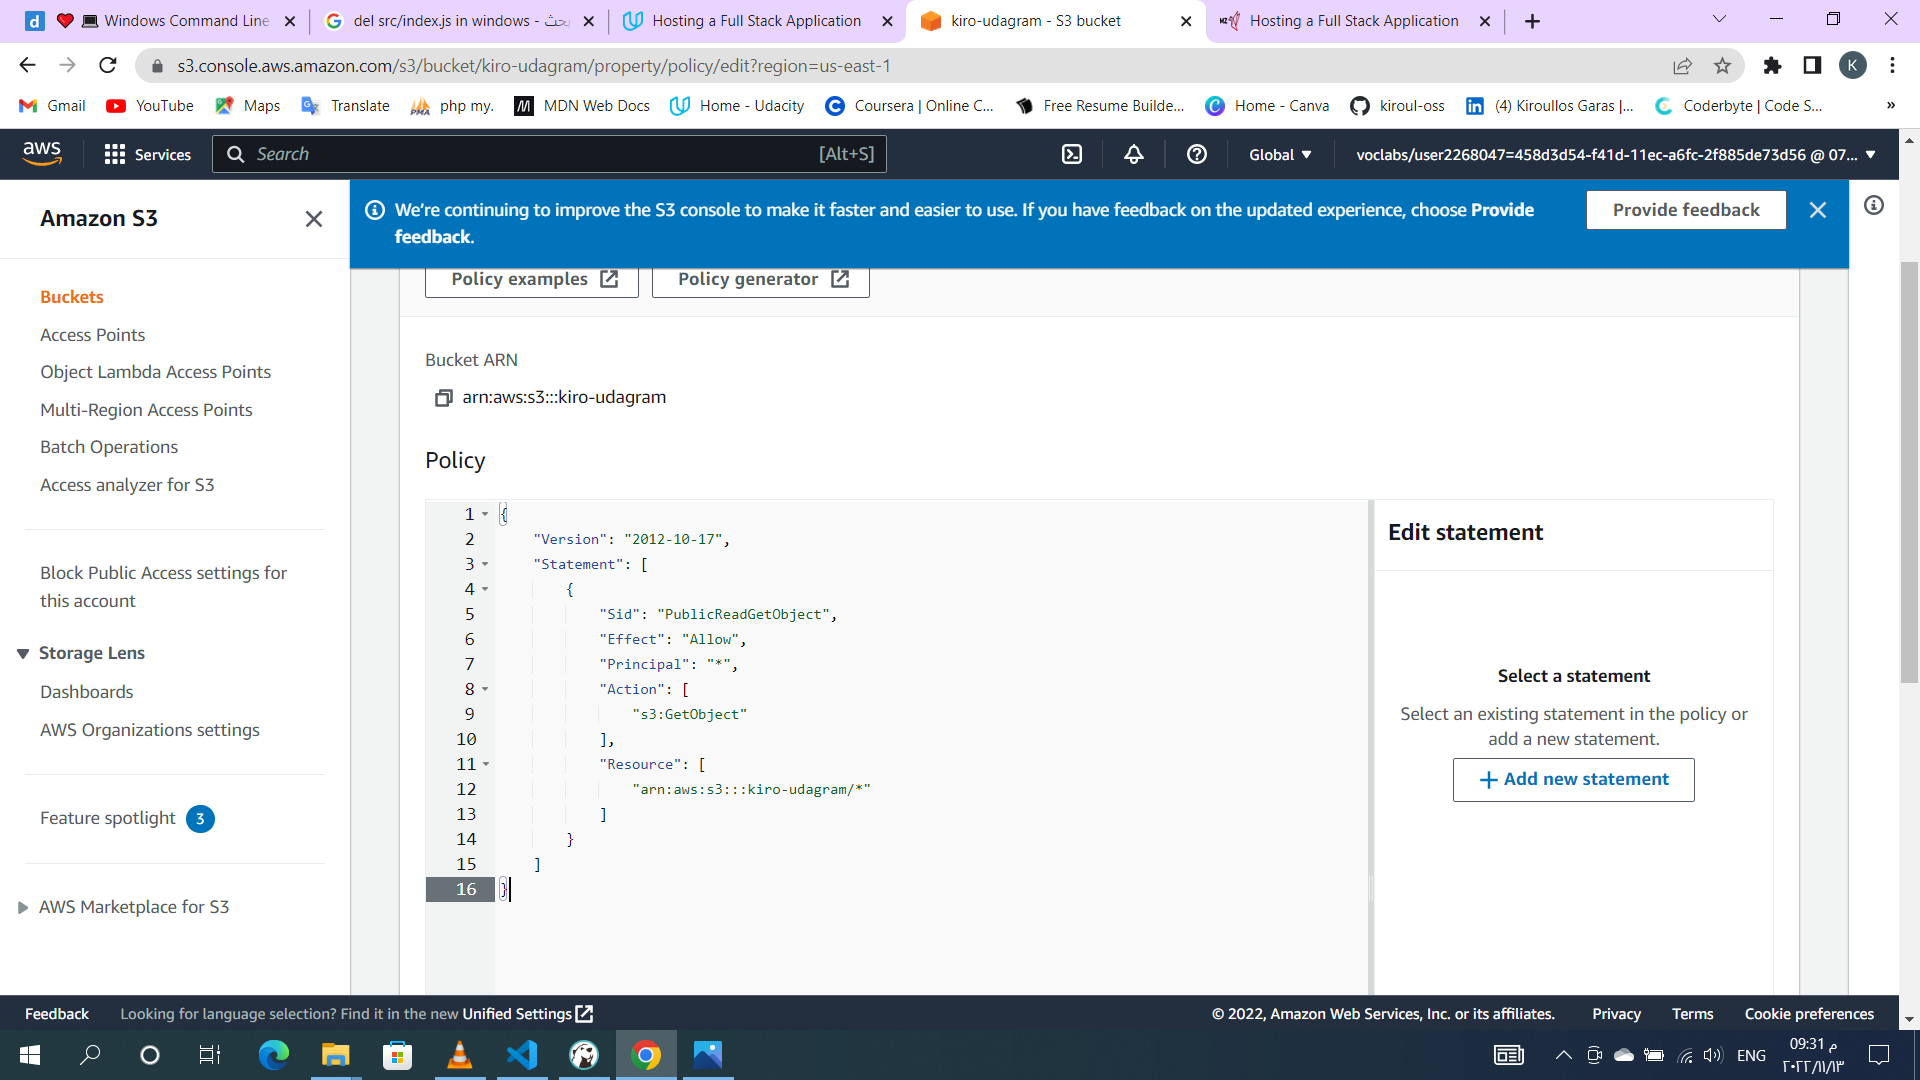 ❤️ 💻 Windows Command Line
del src/index.js in windows - بحث
Hosting a Full Stack Application
kiro-udagram - S3 bucket
Hosting a Full Stack Application
s3.console.aws.amazon.com/s3/bucket/kiro-udagram/property/policy/edit?region=us-east-1
K
Gmail
YouTube
Maps
Translate
php my.
MDN Web Docs
Home - Udacity
Coursera | Online C...
Free Resume Builde...
Home - Canva
kiroul-oss
(4) Kiroullos Garas |...
Coderbyte | Code S...
»
aws
Services
Search
[Alt+S]
Global
voclabs/user2268047=458d3d54-f41d-11ec-a6fc-2f885de73d56 @ 07...
Amazon S3
Buckets
Access Points
Object Lambda Access Points
Multi-Region Access Points
Batch Operations
Access analyzer for S3
Block Public Access settings for
this account
Storage Lens
Dashboards
AWS Organizations settings
Feature spotlight 3
AWS Marketplace for S3
We're continuing to improve the S3 console to make it faster and easier to use. If you have feedback on the updated experience, choose Provide
feedback.
Provide feedback
Policy examples
Policy generator
Bucket ARN
arn:aws:s3:::kiro-udagram
Policy
1 {
2 "Version": "2012-10-17",
3 "Statement": [
4 {
5 "Sid": "PublicReadGetObject",
6 "Effect": "Allow",
7 "Principal": "*",
8 "Action": [
9 "s3:GetObject"
10 ],
11 "Resource": [
12 "arn:aws:s3:::kiro-udagram/*"
13 ]
14 }
15 ]
16 }
Edit statement
Select a statement
Select an existing statement in the policy or
add a new statement.
Add new statement
Feedback
Looking for language selection? Find it in the new Unified Settings
© 2022, Amazon Web Services, Inc. or its affiliates.
Privacy
Terms
Cookie preferences
ENG
09:31 م
٢٠٢٢/١١/١٣